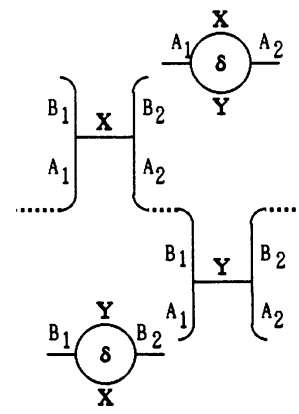 X
A₁ A₂
δ
Y
B₁ X B₂
A₁ A₂
B₁ Y B₂
A₁ A₂
Y
B₁ B₂
δ
X